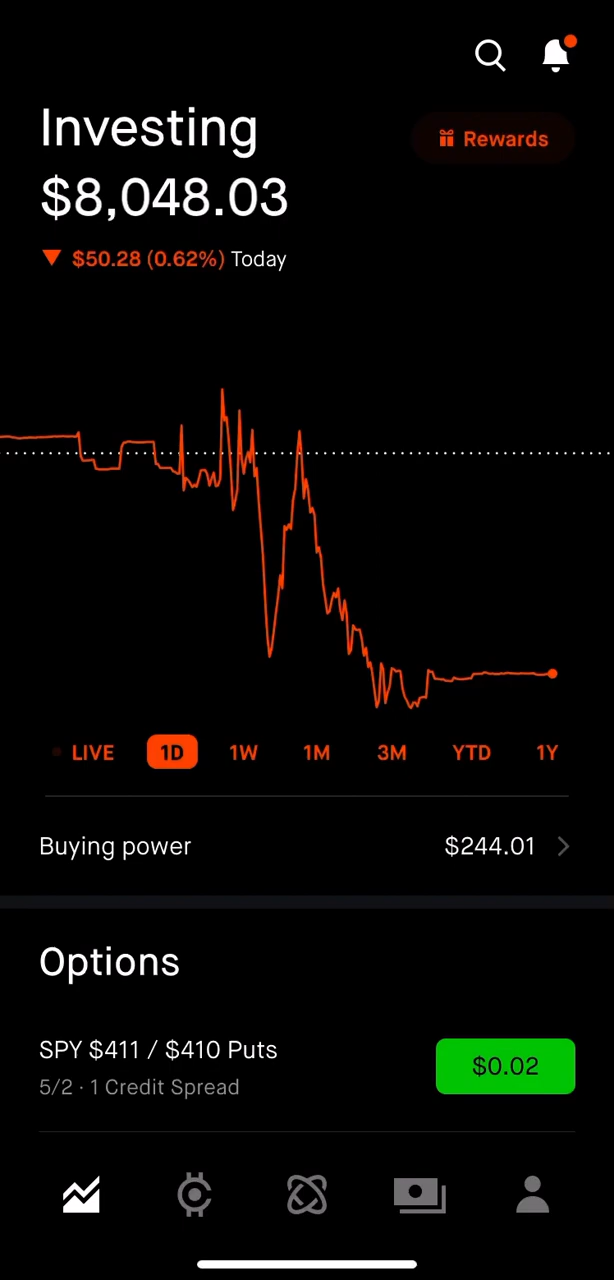 Investing
Rewards
$8,048.03
▼ $50.28 (0.62%) Today
LIVE 1D 1W 1M 3M YTD 1Y
Buying power $244.01
Options
SPY $411 / $410 Puts
$0.02
5/2 · 1 Credit Spread